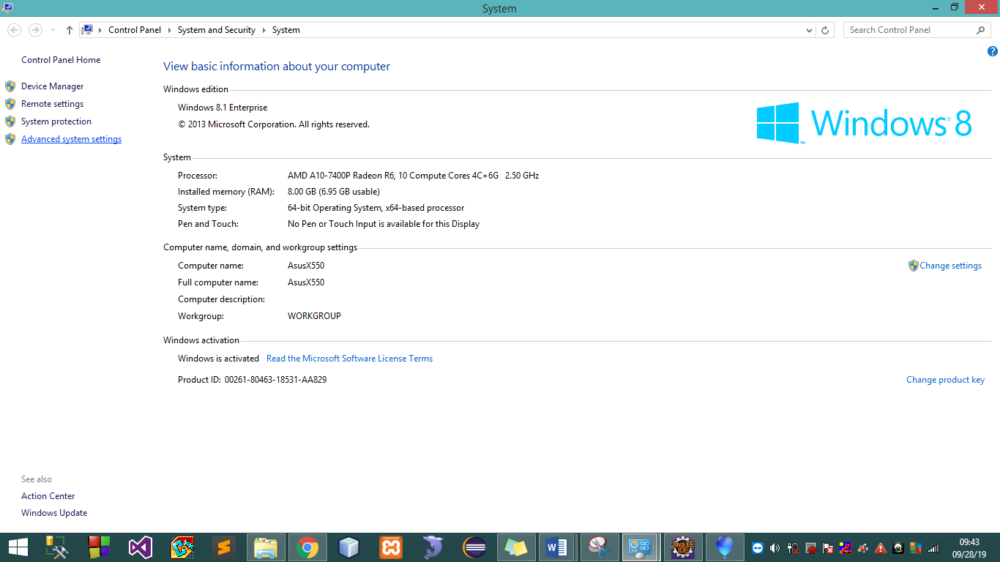 System
Control Panel System and Security System
Search Control Panel
Control Panel Home
Device Manager
Remote settings
System protection
Advanced system settings
View basic information about your computer
Windows edition
Windows 8.1 Enterprise
© 2013 Microsoft Corporation. All rights reserved.
Windows 8
System
Processor: AMD A10-7400P Radeon R6, 10 Compute Cores 4C+6G 2.50 GHz
Installed memory (RAM): 8.00 GB (6.95 GB usable)
System type: 64-bit Operating System, x64-based processor
Pen and Touch: No Pen or Touch Input is available for this Display
Computer name, domain, and workgroup settings
Computer name: AsusX550 Change settings
Full computer name: AsusX550
Computer description:
Workgroup: WORKGROUP
Windows activation
Windows is activated Read the Microsoft Software License Terms
Product ID: 00261-80463-18531-AA829 Change product key
See also
Action Center
Windows Update
Java EE
IDE
09:43
09/28/19